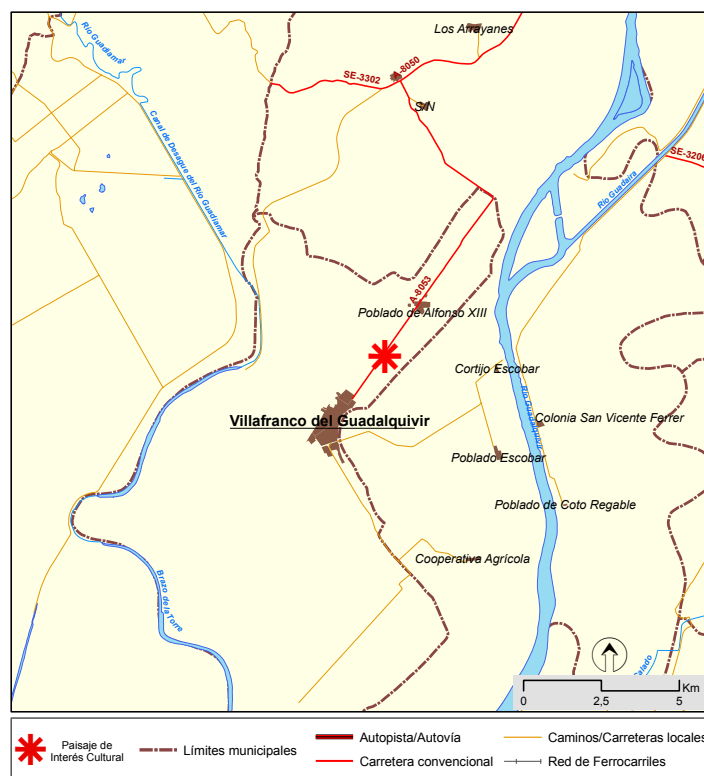 Los Arrayanes
Río Guadiamar
A-8050
SE-3302
S/N
Canal de Desague del Río Guadiamar
SE-3206
Río Guadaira
A-8053
Poblado de Alfonso XIII
Cortijo Escobar
Río Guadalquivir
Villafranco del Guadalquivir
Colonia San Vicente Ferrer
Poblado Escobar
Poblado de Coto Regable
Cooperativa Agrícola
Brazo de la Torre
0 2,5 5
Km
Paisaje de
Interés Cultural
Límites municipales
Autopista/Autovía
Carretera convencional
Caminos/Carreteras locales
Red de Ferrocarriles